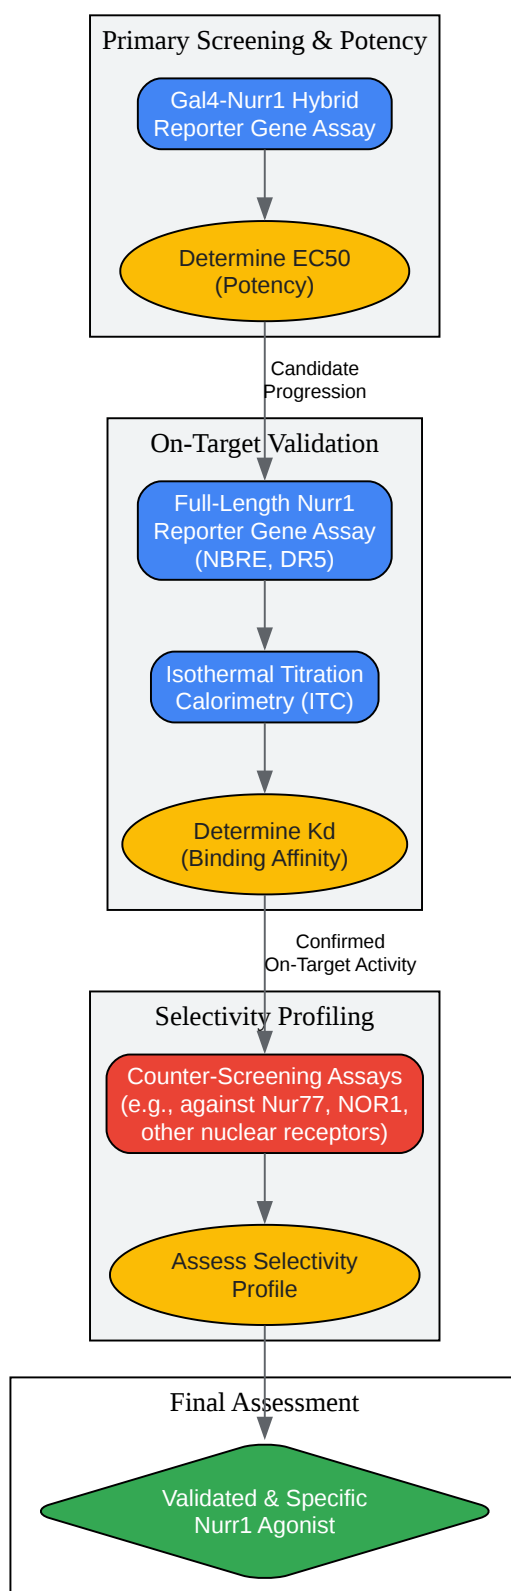 Primary Screening & Potency
Gal4-Nurr1 Hybrid
Reporter Gene Assay
Determine EC50
(Potency)
Candidate
Progression
On-Target Validation
Full-Length Nurr1
Reporter Gene Assay
(NBRE, DR5)
Isothermal Titration
Calorimetry (ITC)
Determine Kd
(Binding Affinity)
Confirmed
On-Target Activity
Selectivity Profiling
Counter-Screening Assays
(e.g., against Nur77, NOR1,
other nuclear receptors)
Assess Selectivity
Profile
Final Assessment
Validated & Specific
Nurr1 Agonist